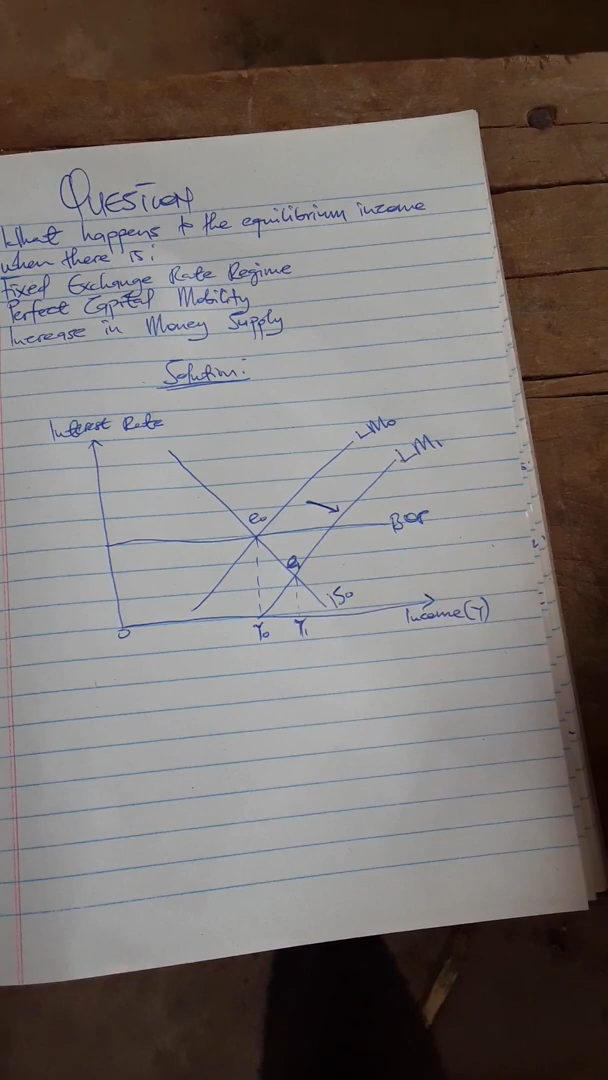 QUESTION
What happens to the equilibrium income
when there is:
Fixed Exchange Rate Regime
Perfect Capital Mobility
Increase in Money Supply
Solution:
Interest Rate
LM₀
LM₁
e₀
BOP
e₁
IS₀
0
Y₀
Y₁
Income(Y)